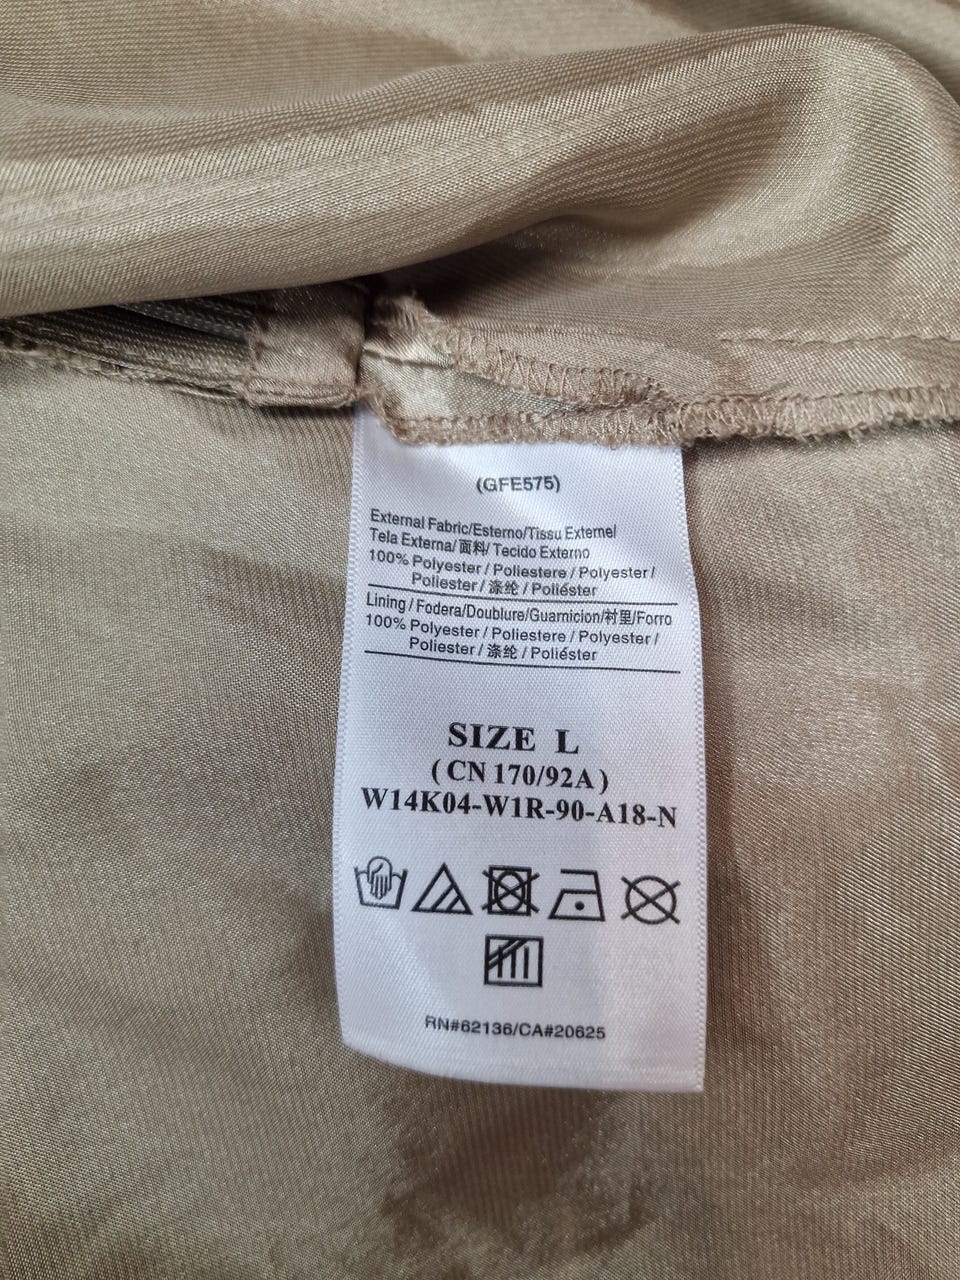 (GFE575)
External Fabric/Esterno/Tissu Externel
Tela Externa/面料/ Tecido Externo
100% Polyester / Poliestere / Polyester /
Poliester / 涤纶 / Poliéster
Lining / Fodera/Doublure/Guarnicion/衬里/Forro
100% Polyester / Poliestere / Polyester /
Poliester / 涤纶 / Poliéster
SIZE L
( CN 170/92A )
W14K04-W1R-90-A18-N
RN#62136/CA#20625